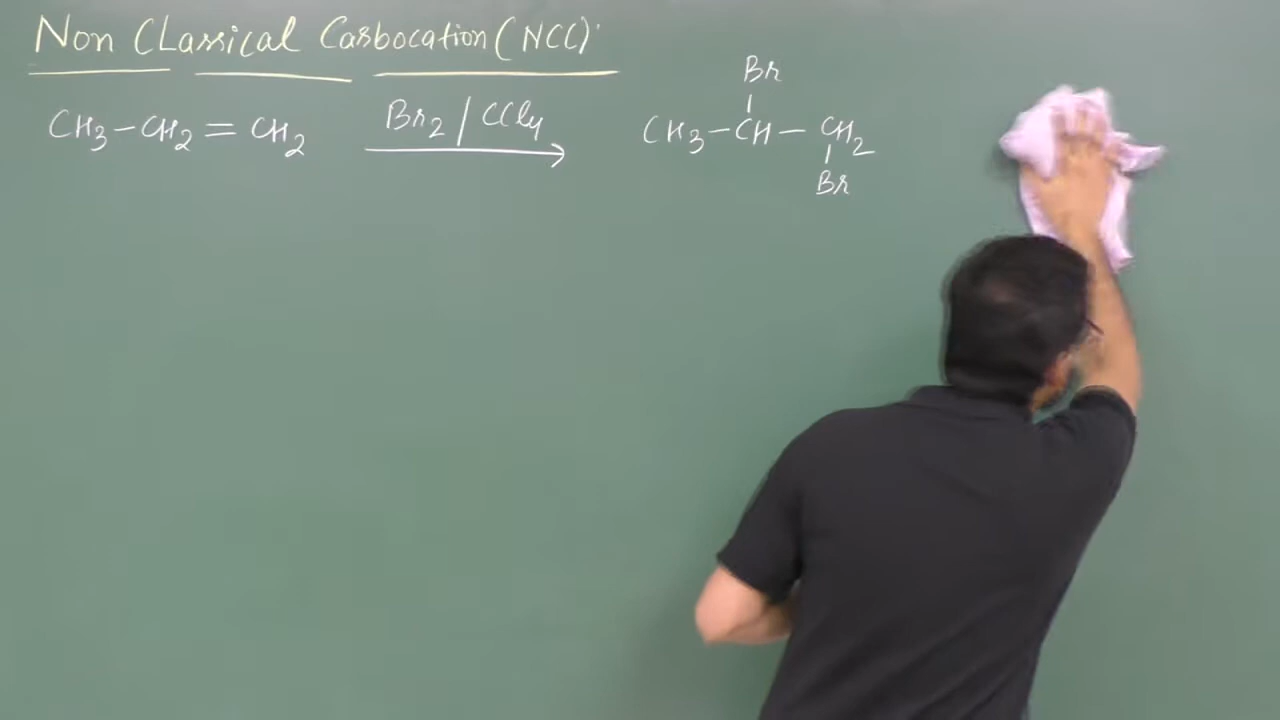 Non Classical Carbocation (NCC)
CH3–CH2=CH2 Br2 / CCl4 CH3–CH–CH2
Br
Br